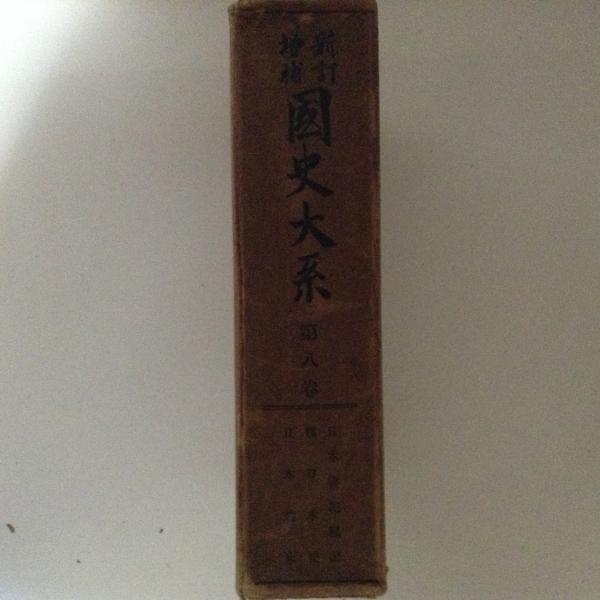 新訂
増補
國史大系
第八卷
日本書紀私記
釋日本紀
日本逸史